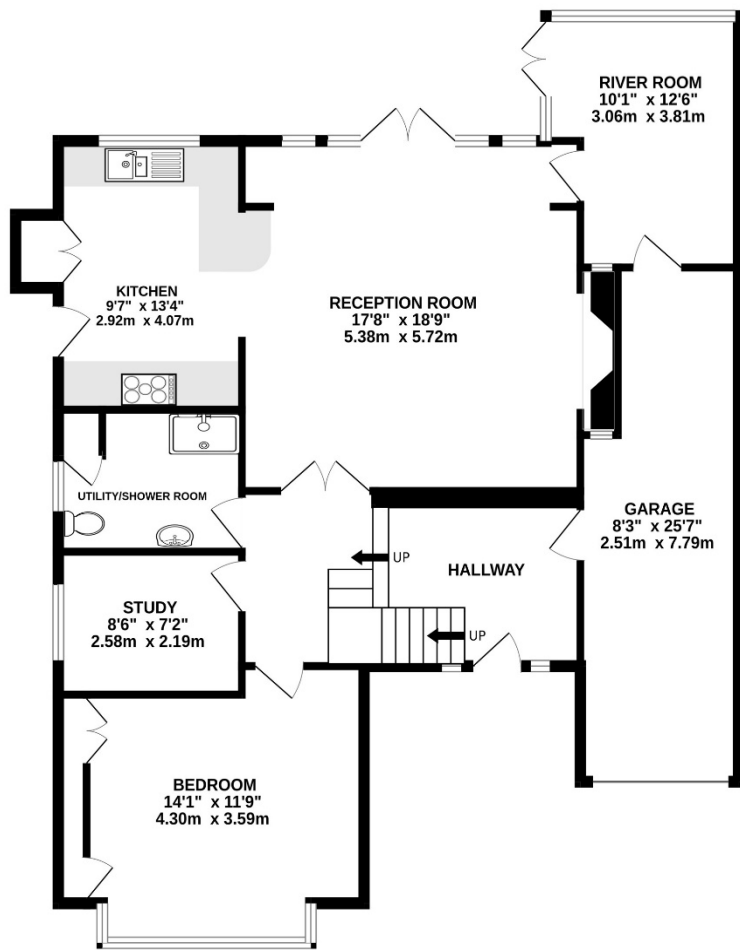 RIVER ROOM
10'1" x 12'6"
3.06m x 3.81m
KITCHEN
9'7" x 13'4"
2.92m x 4.07m
RECEPTION ROOM
17'8" x 18'9"
5.38m x 5.72m
UTILITY/SHOWER ROOM
GARAGE
8'3" x 25'7"
2.51m x 7.79m
UP
HALLWAY
STUDY
8'6" x 7'2"
2.58m x 2.19m
UP
BEDROOM
14'1" x 11'9"
4.30m x 3.59m